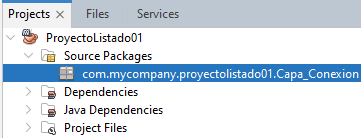 Projects × Files Services
ProyectoListado01
Source Packages
com.mycompany.proyectolistado01.Capa_Conexion
Dependencies
Java Dependencies
Project Files